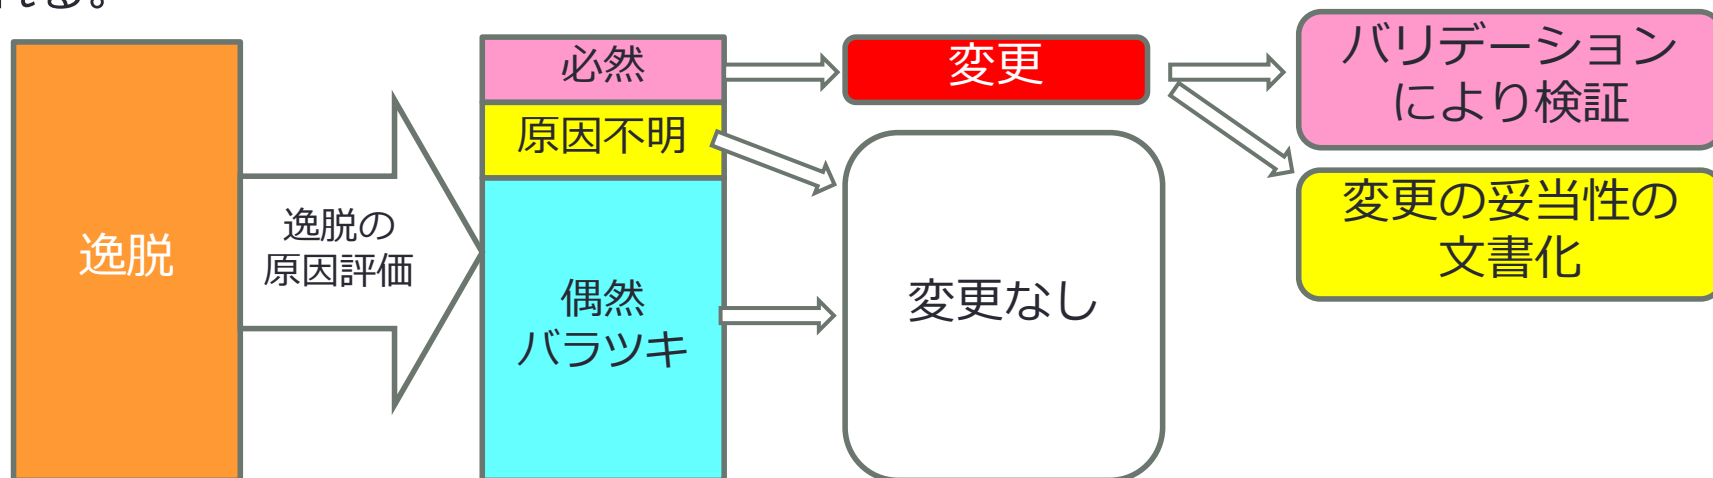 れる。
必然
変更
バリデーション
により検証
原因不明
変更の妥当性の
文書化
逸脱
逸脱の
原因評価
偶然
バラツキ
変更なし